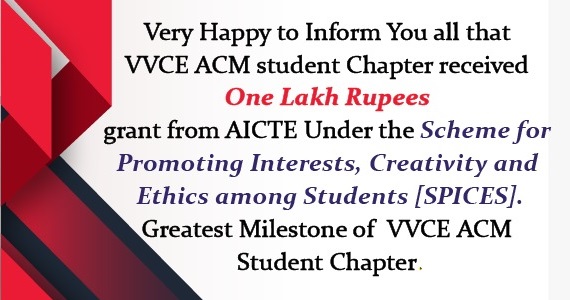 Very Happy to Inform You all that
VVCE ACM student Chapter received
One Lakh Rupees
grant from AICTE Under the Scheme for
Promoting Interests, Creativity and
Ethics among Students [SPICES].
Greatest Milestone of VVCE ACM
Student Chapter.